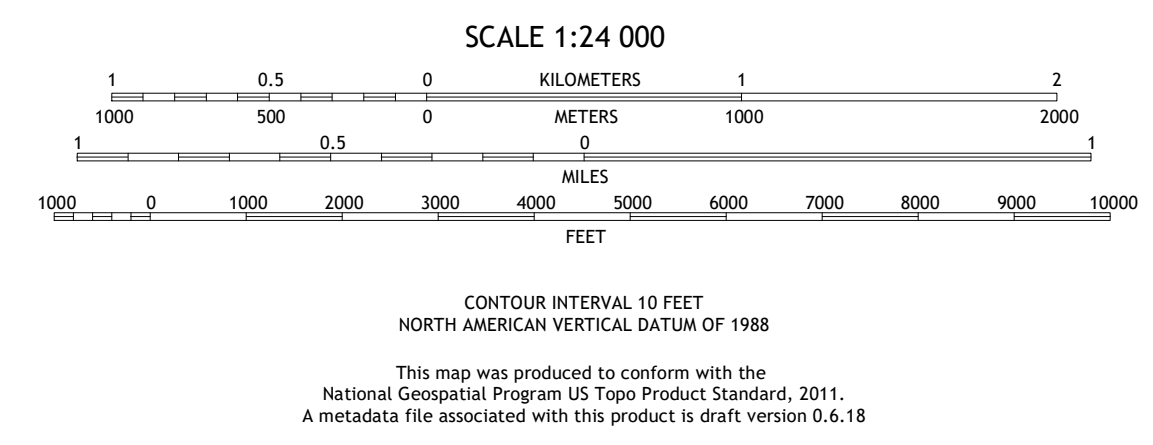 SCALE 1:24 000
1 0.5 0 KILOMETERS 1 2
1000 500 0 METERS 1000 2000
1 0.5 0 1
MILES
1000 0 1000 2000 3000 4000 5000 6000 7000 8000 9000 10000
FEET
CONTOUR INTERVAL 10 FEET
NORTH AMERICAN VERTICAL DATUM OF 1988
This map was produced to conform with the
National Geospatial Program US Topo Product Standard, 2011.
A metadata file associated with this product is draft version 0.6.18